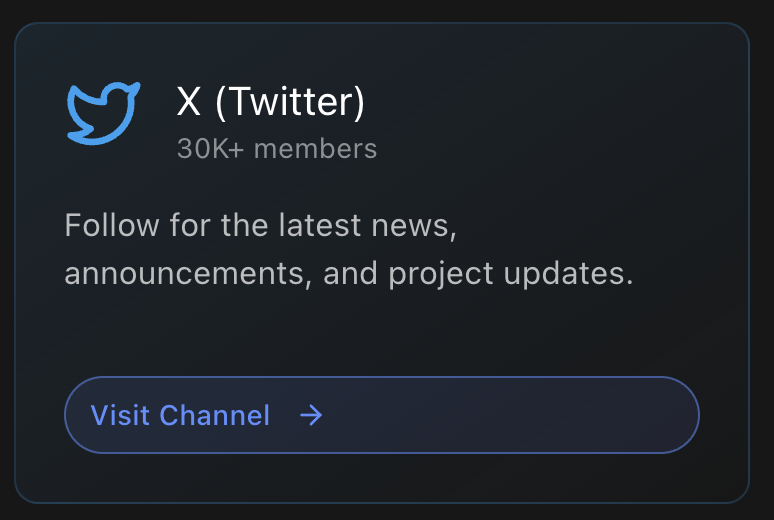 X (Twitter)
30K+ members
Follow for the latest news,
announcements, and project updates.
Visit Channel →